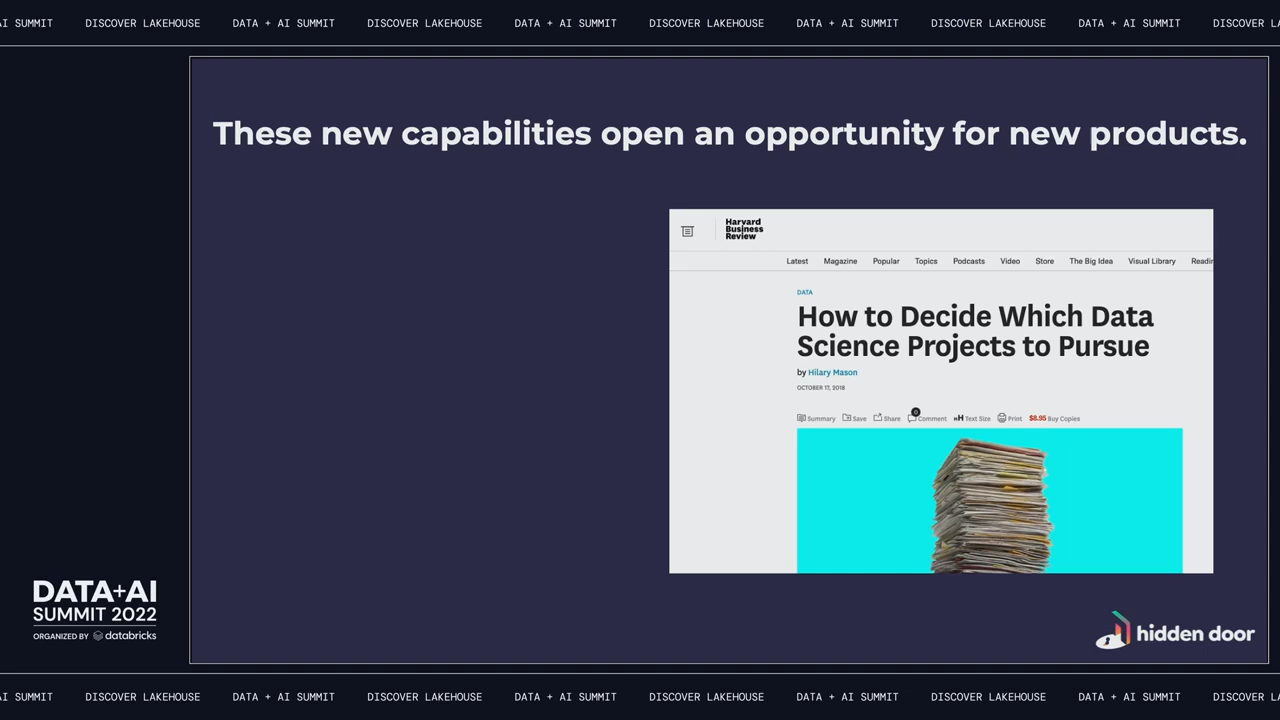 AI SUMMIT DISCOVER LAKEHOUSE DATA + AI SUMMIT DISCOVER LAKEHOUSE DATA + AI SUMMIT DISCOVER LAKEHOUSE DATA + AI SUMMIT DISCOVER LAKEHOUSE DATA + AI SUMMIT DISCOVER LA
These new capabilities open an opportunity for new products.
Harvard
Business
Review
Latest Magazine Popular Topics Podcasts Video Store The Big Idea Visual Library Readin
DATA
How to Decide Which Data
Science Projects to Pursue
by Hilary Mason
OCTOBER 17, 2018
Summary Save Share 0 Comment HH Text Size Print $8.95 Buy Copies
DATA+AI
SUMMIT 2022
ORGANIZED BY databricks
hidden door
AI SUMMIT DISCOVER LAKEHOUSE DATA + AI SUMMIT DISCOVER LAKEHOUSE DATA + AI SUMMIT DISCOVER LAKEHOUSE DATA + AI SUMMIT DISCOVER LAKEHOUSE DATA + AI SUMMIT DISCOVER LA